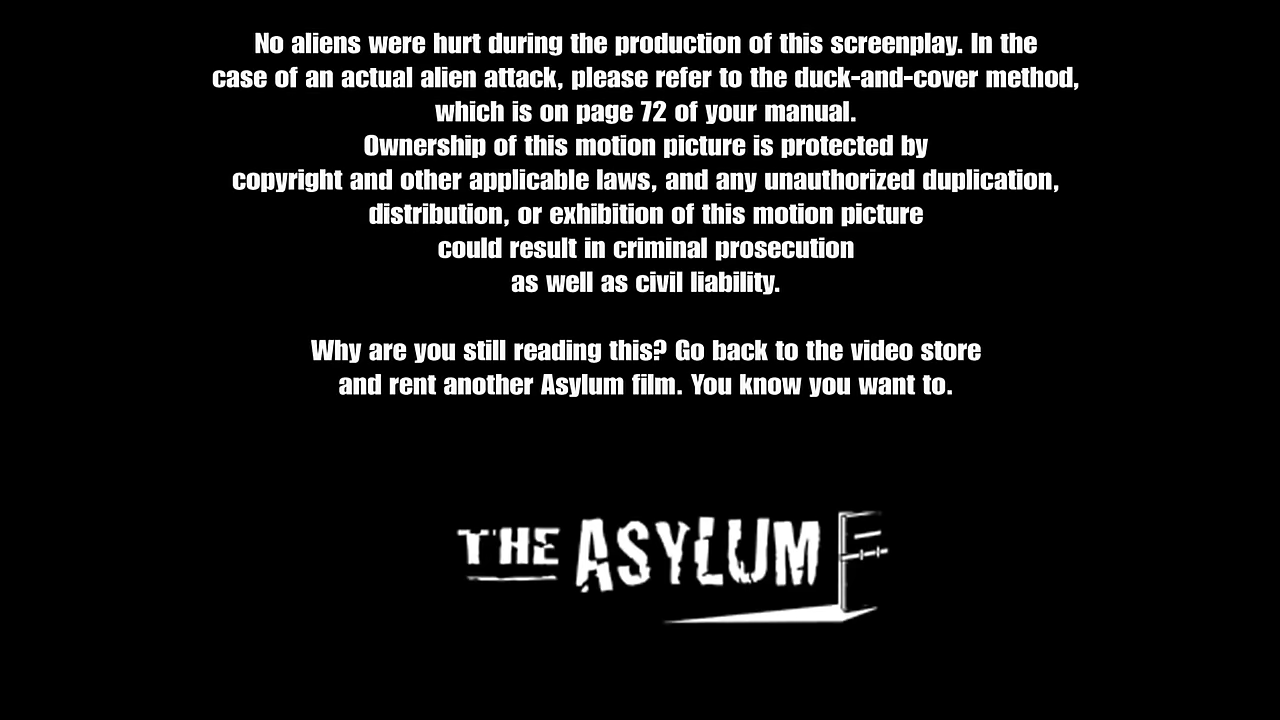 No aliens were hurt during the production of this screenplay. In the
case of an actual alien attack, please refer to the duck-and-cover method,
which is on page 72 of your manual.
Ownership of this motion picture is protected by
copyright and other applicable laws, and any unauthorized duplication,
distribution, or exhibition of this motion picture
could result in criminal prosecution
as well as civil liability.
Why are you still reading this? Go back to the video store
and rent another Asylum film. You know you want to.
THE ASYLUM